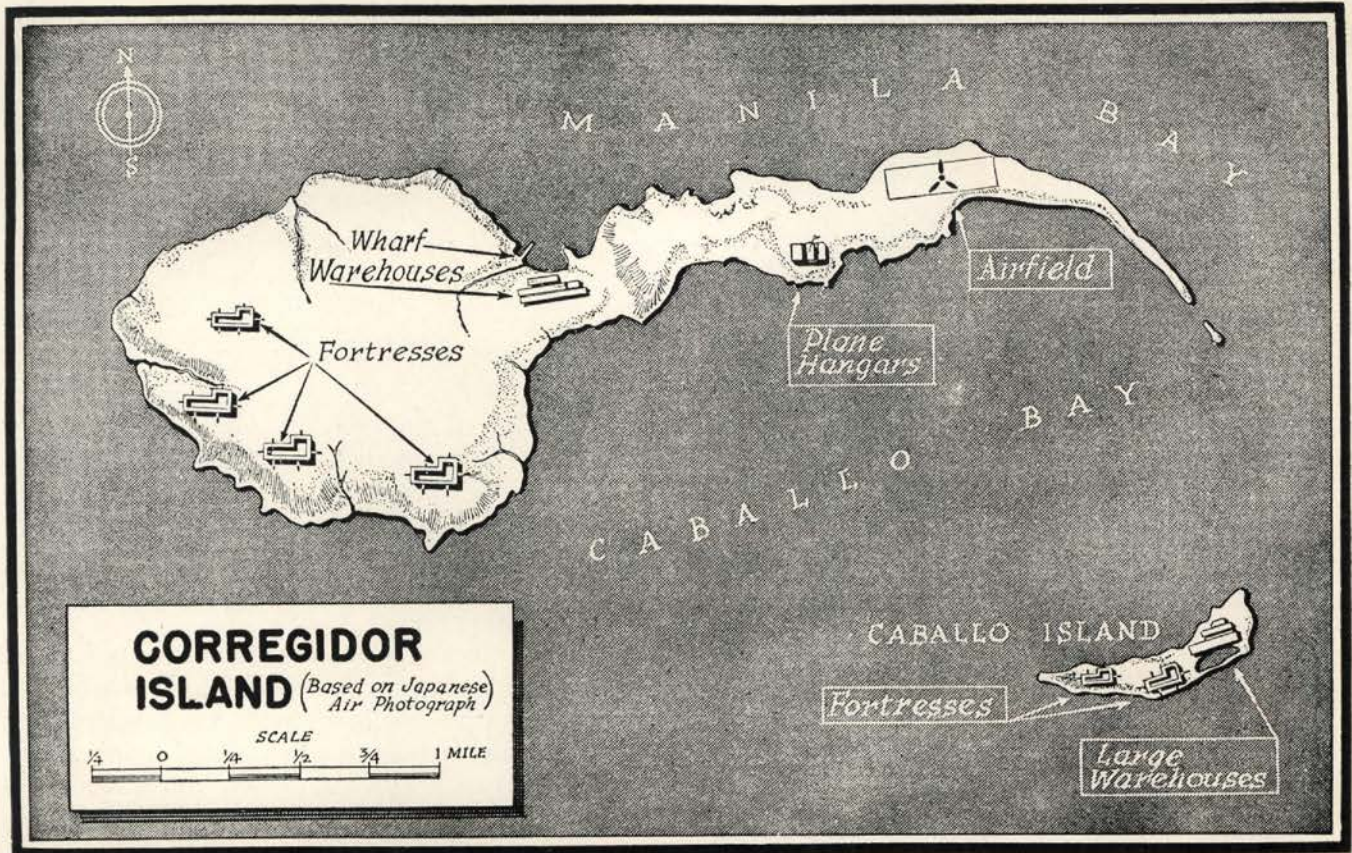 N
S
MANILA BAY
Wharf
Warehouses
Fortresses
Airfield
Plane
Hangars
CABALLO BAY
CABALLO ISLAND
Fortresses
Large
Warehouses
CORREGIDOR
ISLAND (Based on Japanese
Air Photograph)
SCALE
1/4 0 1/4 1/2 3/4 1 MILE